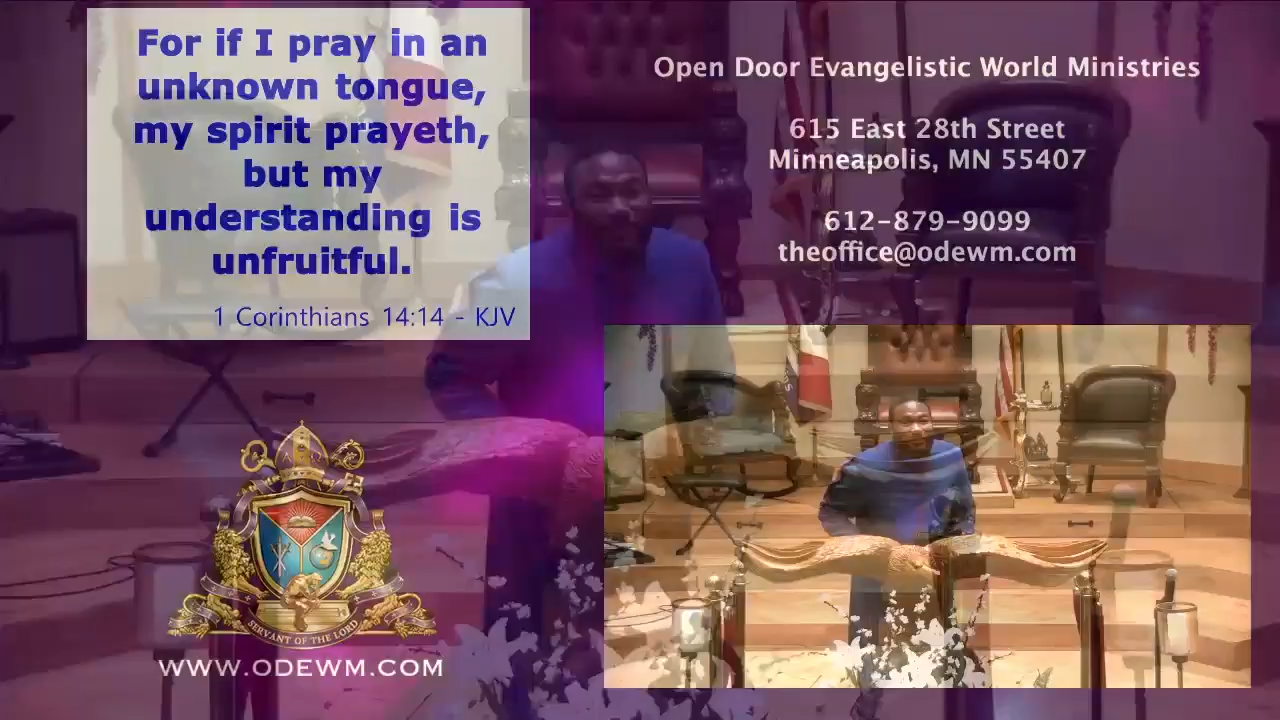 For if I pray in an
unknown tongue,
my spirit prayeth,
but my
understanding is
unfruitful.
1 Corinthians 14:14 - KJV
Open Door Evangelistic World Ministries
615 East 28th Street
Minneapolis, MN 55407
612-879-9099
theoffice@odewm.com
SERVANT OF THE LORD
WWW.ODEWM.COM